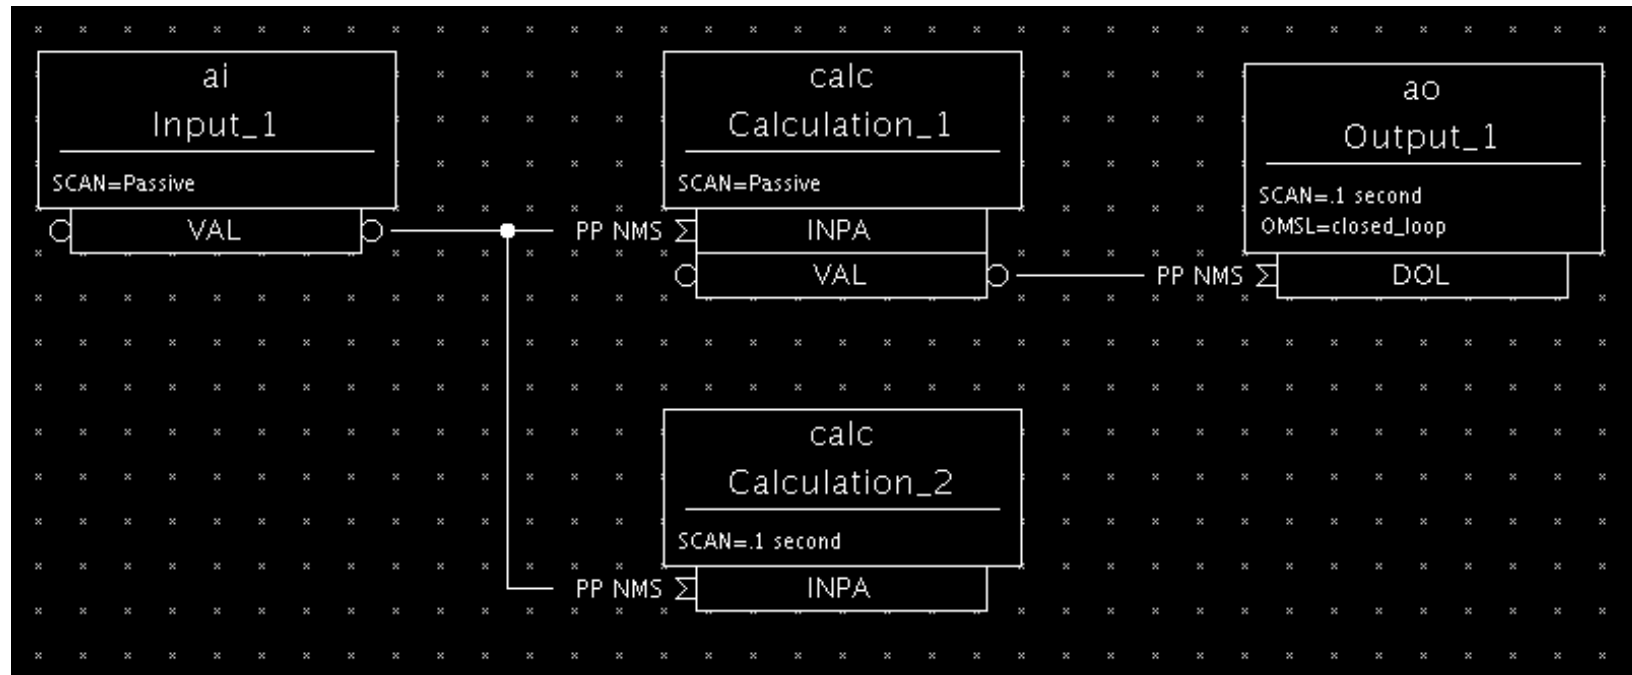 ai
Input_1
SCAN=Passive
VAL
calc
Calculation_1
SCAN=Passive
PP NMS
INPA
VAL
ao
Output_1
SCAN=.1 second
OMSL=closed_loop
PP NMS
DOL
calc
Calculation_2
SCAN=.1 second
PP NMS
INPA